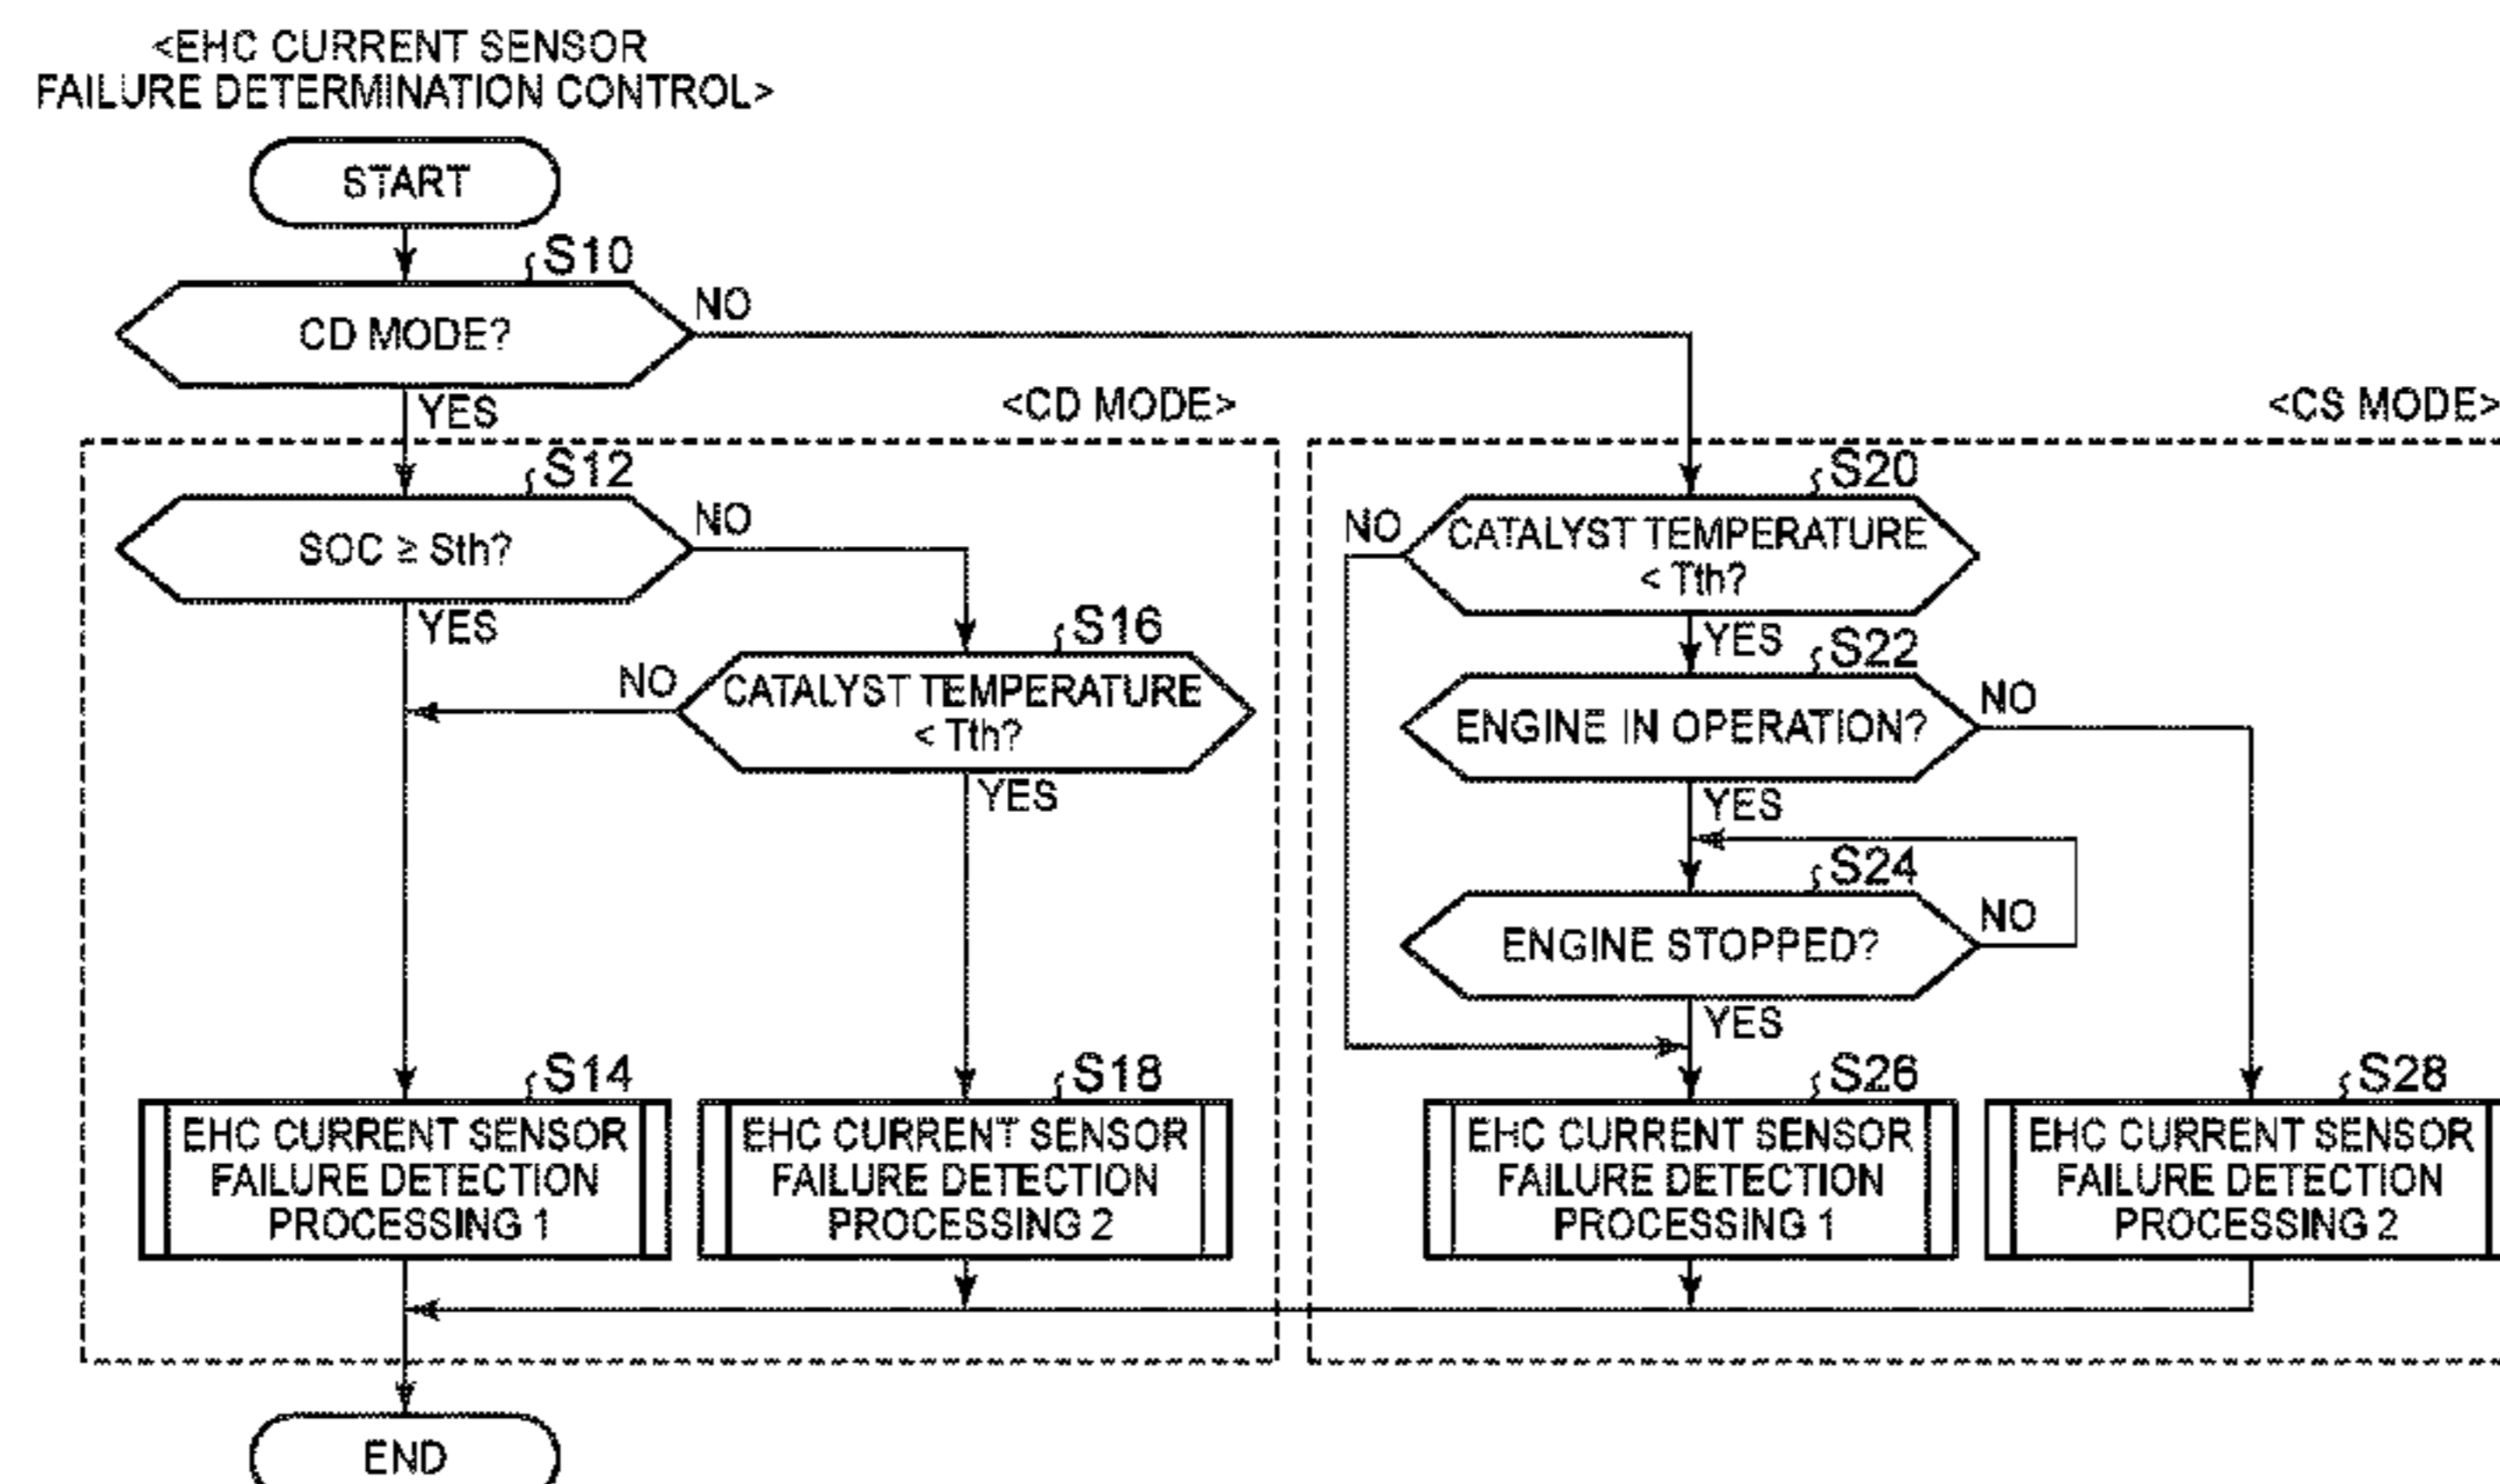 <EHC CURRENT SENSOR
FAILURE DETERMINATION CONTROL>
START
S10
CD MODE?
NO
YES
<CD MODE>
<CS MODE>
S12
SOC ≥ Sth?
NO
YES
S16
CATALYST TEMPERATURE
< Tth?
NO
YES
S14
EHC CURRENT SENSOR
FAILURE DETECTION
PROCESSING 1
S18
EHC CURRENT SENSOR
FAILURE DETECTION
PROCESSING 2
S20
CATALYST TEMPERATURE
< Tth?
NO
YES
S22
ENGINE IN OPERATION?
NO
YES
S24
ENGINE STOPPED?
NO
YES
S26
EHC CURRENT SENSOR
FAILURE DETECTION
PROCESSING 1
S28
EHC CURRENT SENSOR
FAILURE DETECTION
PROCESSING 2
END